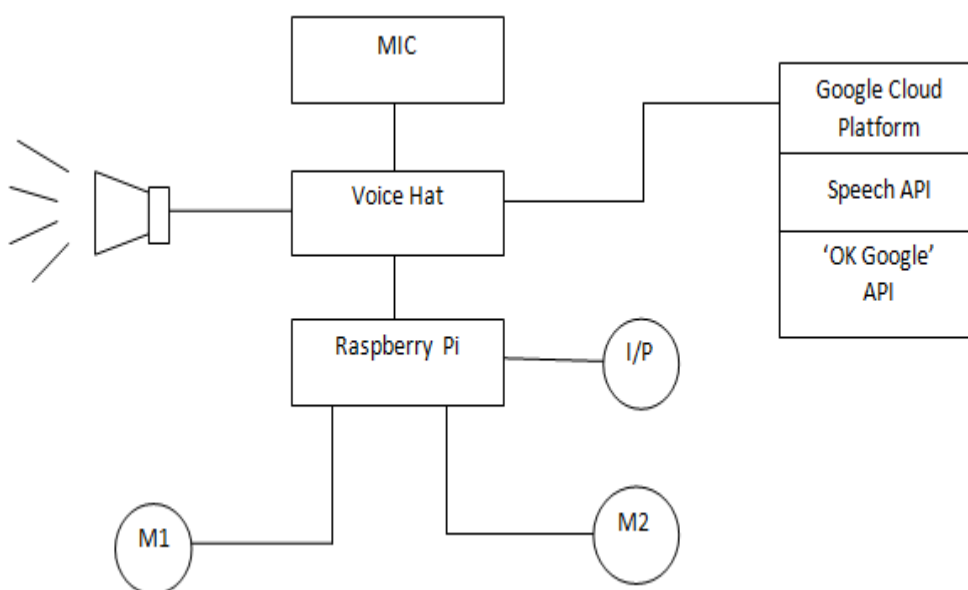 MIC
Google Cloud
Platform
Voice Hat
Speech API
‘OK Google’
API
Raspberry Pi
I/P
M1
M2